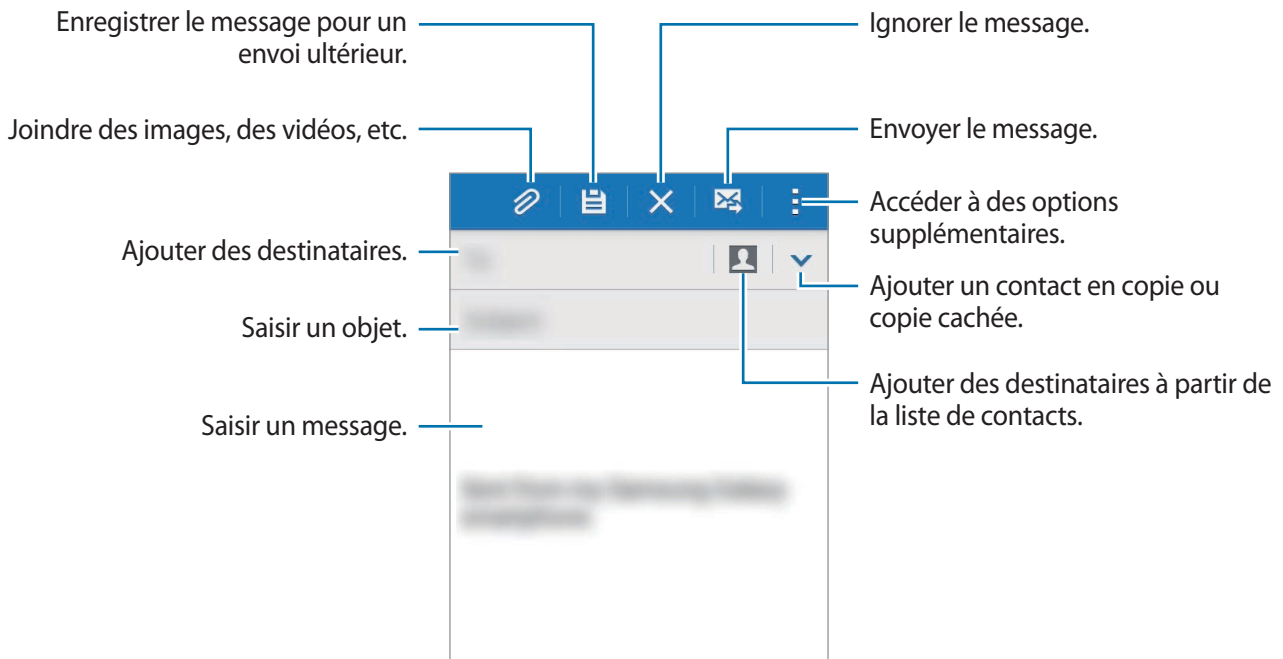 Enregistrer le message pour un
envoi ultérieur.
Ignorer le message.
Joindre des images, des vidéos, etc.
Envoyer le message.
Accéder à des options
supplémentaires.
Ajouter des destinataires.
Ajouter un contact en copie ou
copie cachée.
Saisir un objet.
Ajouter des destinataires à partir de
la liste de contacts.
Saisir un message.